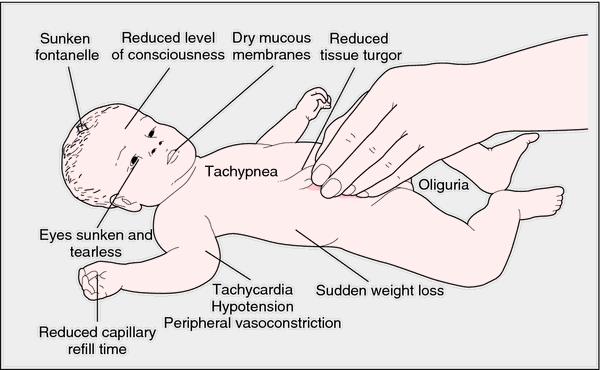 Sunken
fontanelle
Reduced level
of consciousness
Dry mucous
membranes
Reduced
tissue turgor
Tachypnea
Oliguria
Eyes sunken and
tearless
Tachycardia
Hypotension
Peripheral vasoconstriction
Sudden weight loss
Reduced capillary
refill time